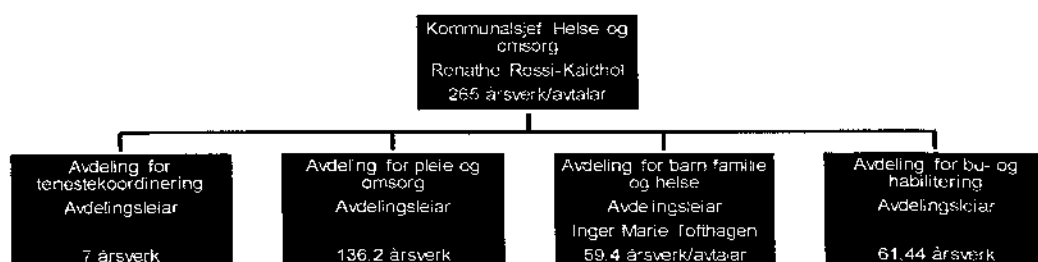 Kommunalsjef Helse og
omsorg
Renathe Rossi-Kaldhol
265 årsverk/avtalar
Avdeling for
tenestekoordinering
Avdelingsleiar
7 årsverk
Avdeling for pleie og
omsorg
Avdelingsleiar
136,2 årsverk
Avdeling for barn familie
og helse
Avdelingsleiar
Inger Marie Tofthagen
59,4 årsverk/avtalar
Avdeling for bu- og
habilitering
Avdelingsleiar
61,44 årsverk